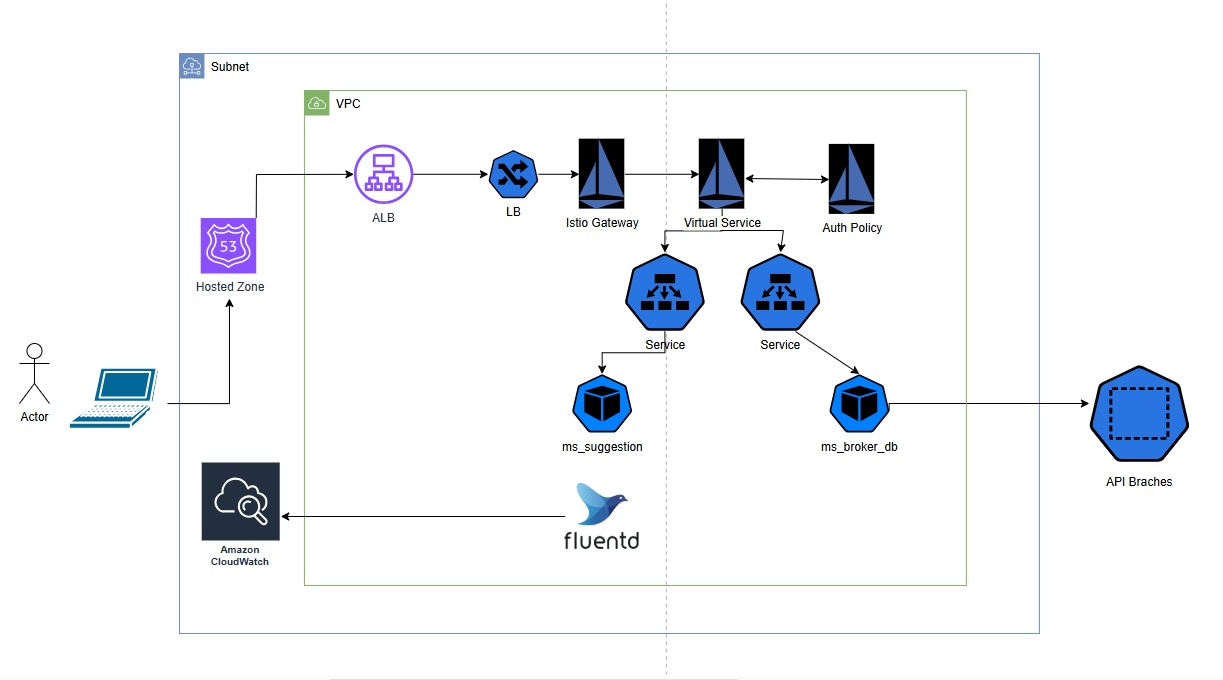 Subnet
VPC
ALB
LB
Istio Gateway
Virtual Service
Auth Policy
53
Hosted Zone
Service
Service
Actor
ms_suggestion
ms_broker_db
API Braches
fluentd
Amazon
CloudWatch